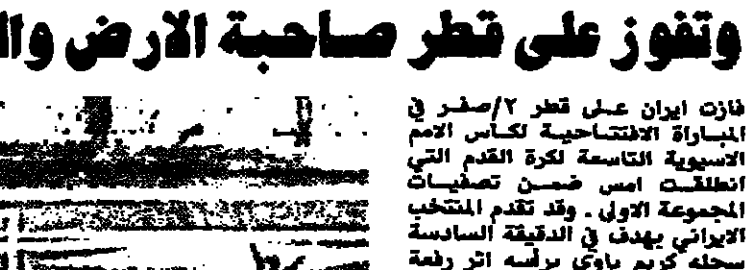 وتفوز على قطر صاحبة الارض وال
فازت ايران على قطر ٢/صفر في
المباراة الافتتاحية لكأس الامم
الاسيوية التاسعة لكرة القدم التي
انطلقت امس ضمن تصفيات
المجموعة الاولى . وقد تقدم المنتخب
الايراني بهدف في الدقيقة السادسة
سجله كريم باوي برأسه اثر رفعة